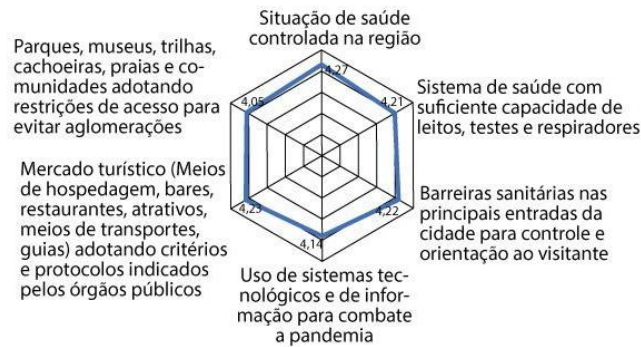 Situação de saúde
controlada na região
4,27
Sistema de saúde com
suficiente capacidade de
leitos, testes e respiradores
4,21
Barreiras sanitárias nas
principais entradas da
cidade para controle e
orientação ao visitante
4,22
Uso de sistemas tec-
nológicos e de infor-
mação para combate
a pandemia
4,14
Mercado turístico (Meios
de hospedagem, bares,
restaurantes, atrativos,
meios de transportes,
guias) adotando critérios
e protocolos indicados
pelos órgãos públicos
4,23
Parques, museus, trilhas,
cachoeiras, praias e co-
munidades adotando
restrições de acesso para
evitar aglomerações
4,05